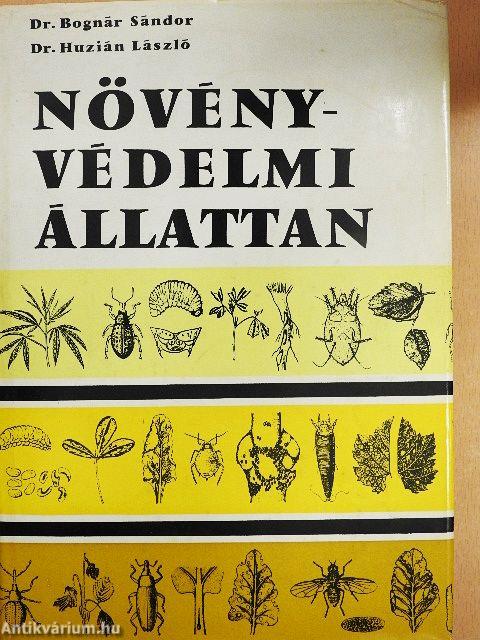 Dr. Bognár Sándor
Dr. Huzián László
NÖVÉNY-
VÉDELMI
ÁLLATTAN
Antikvárium.hu